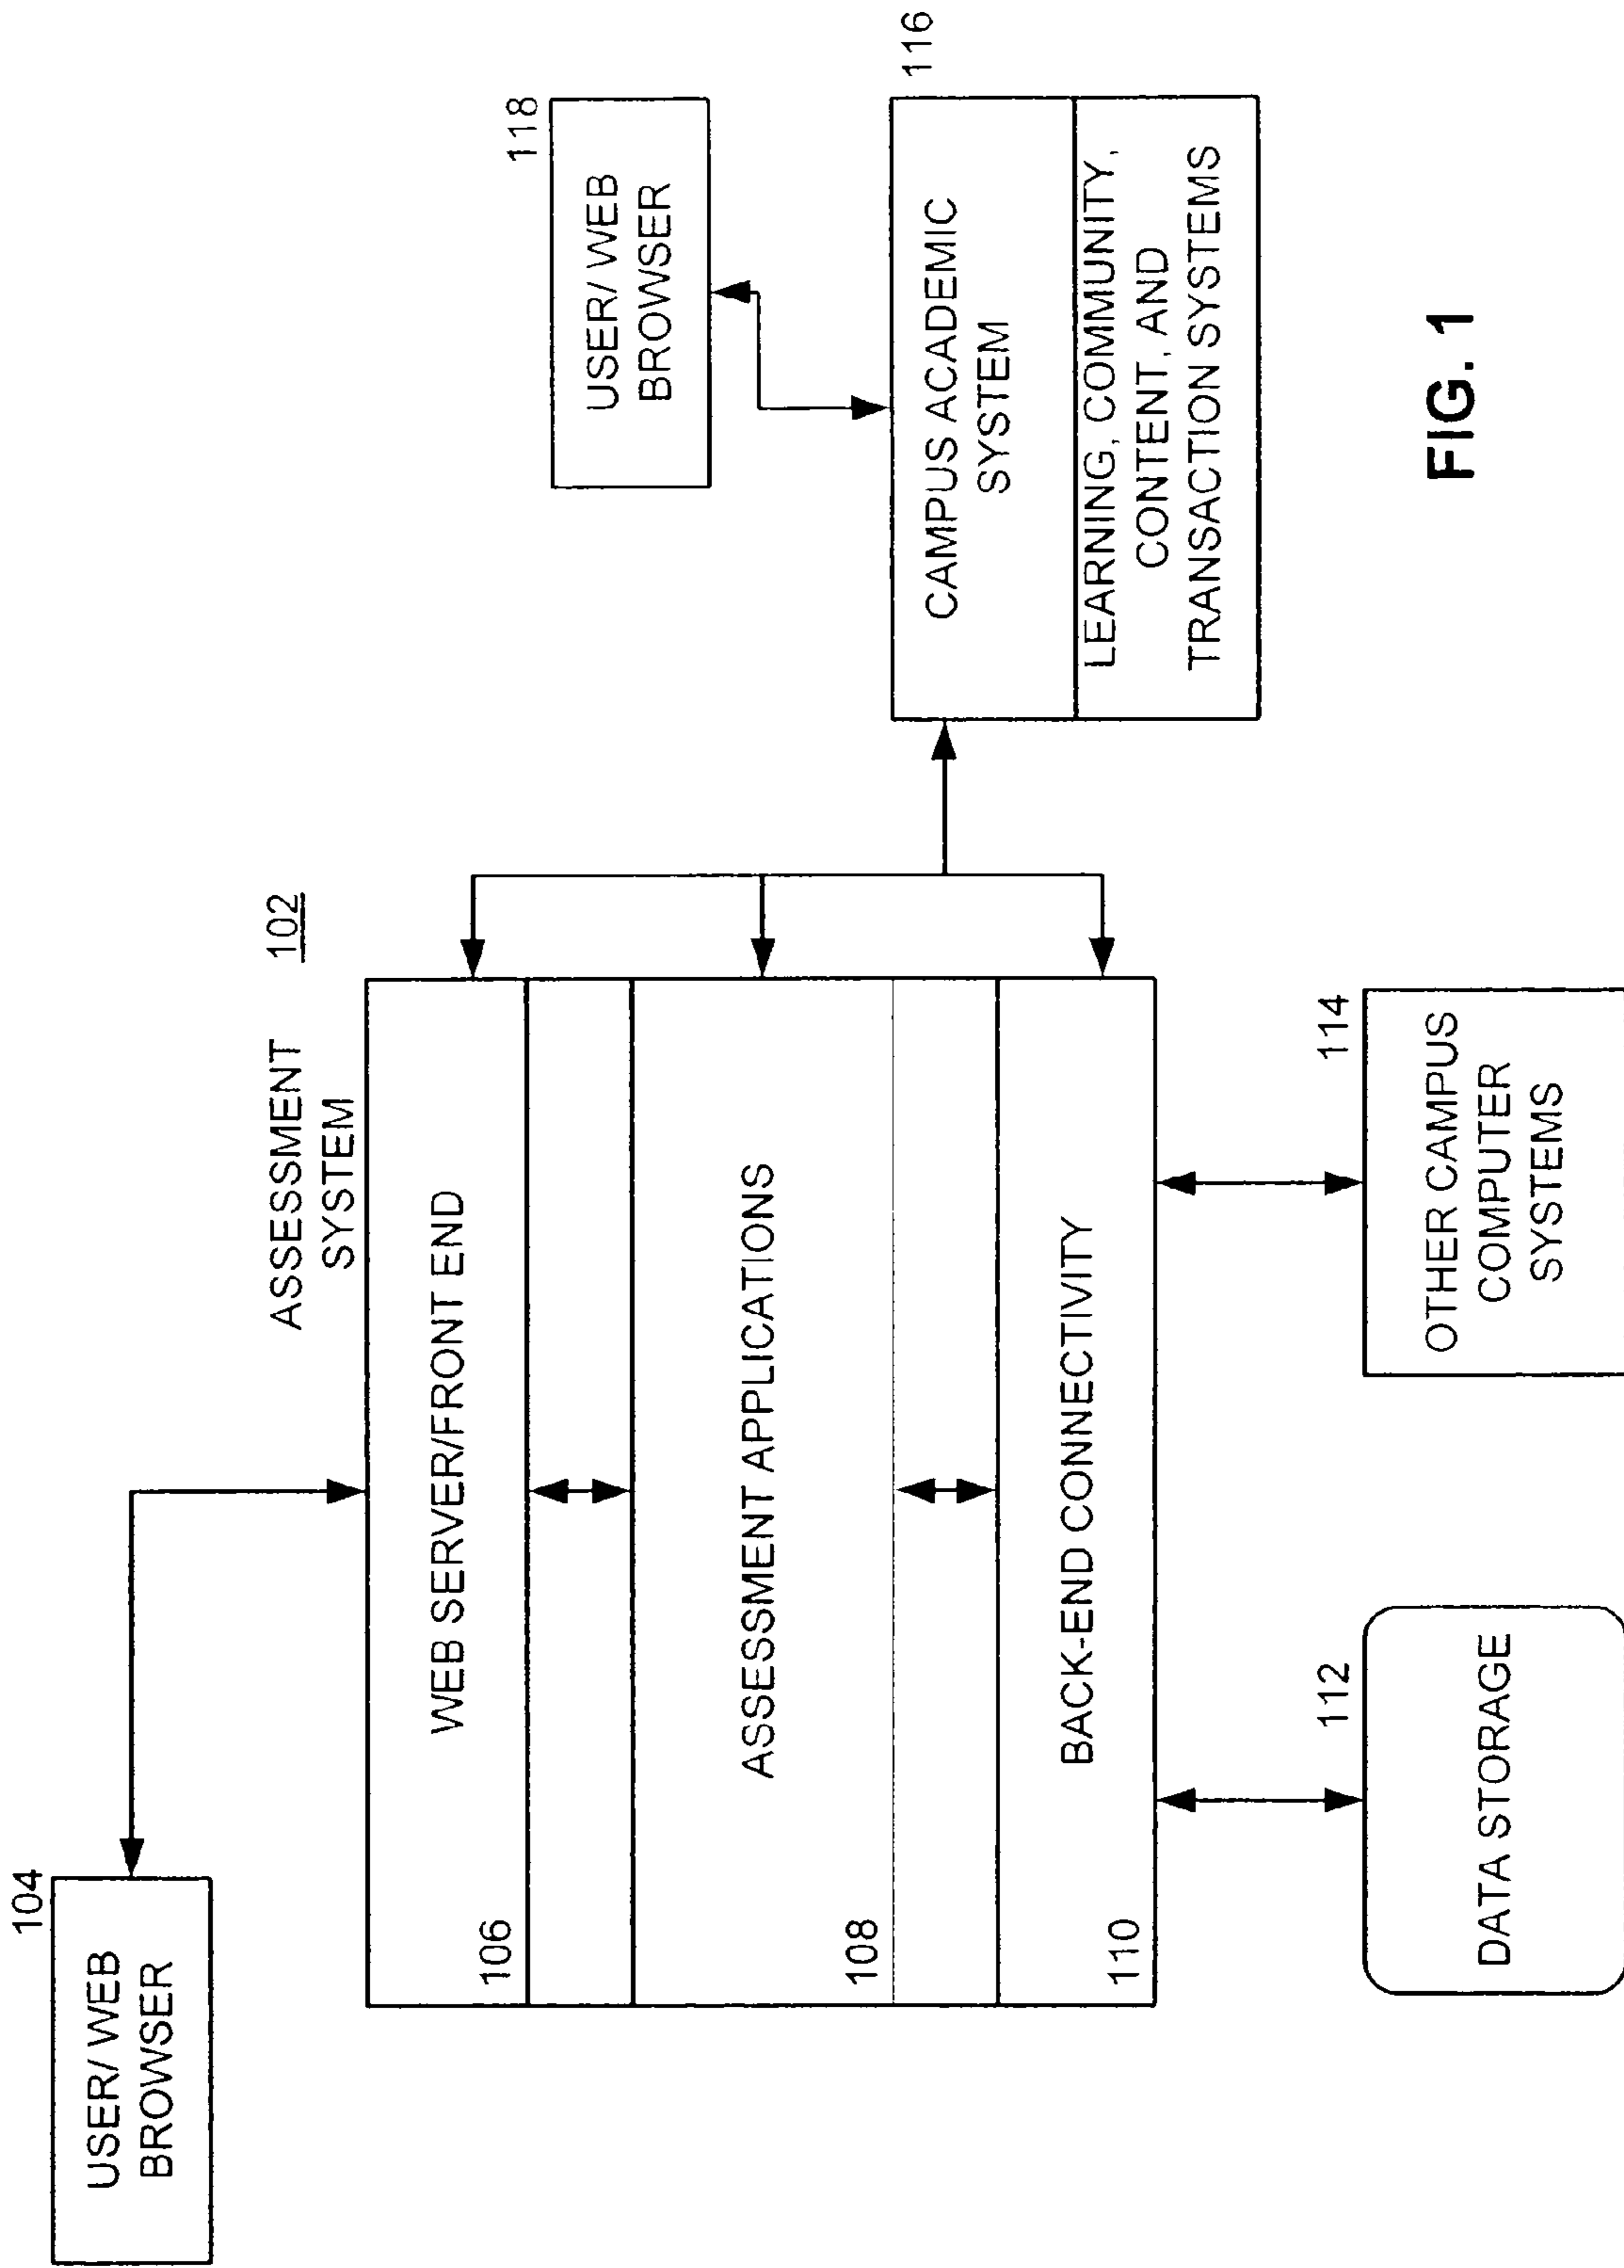 104
USER/ WEB
BROWSER
ASSESSMENT
SYSTEM
102
WEB SERVER/FRONT END
106
ASSESSMENT APPLICATIONS
108
BACK-END CONNECTIVITY
110
112
DATA STORAGE
114
OTHER CAMPUS
COMPUTER
SYSTEMS
118
USER/ WEB
BROWSER
116
CAMPUS ACADEMIC
SYSTEM
LEARNING, COMMUNITY,
CONTENT, AND
TRANSACTION SYSTEMS
FIG. 1